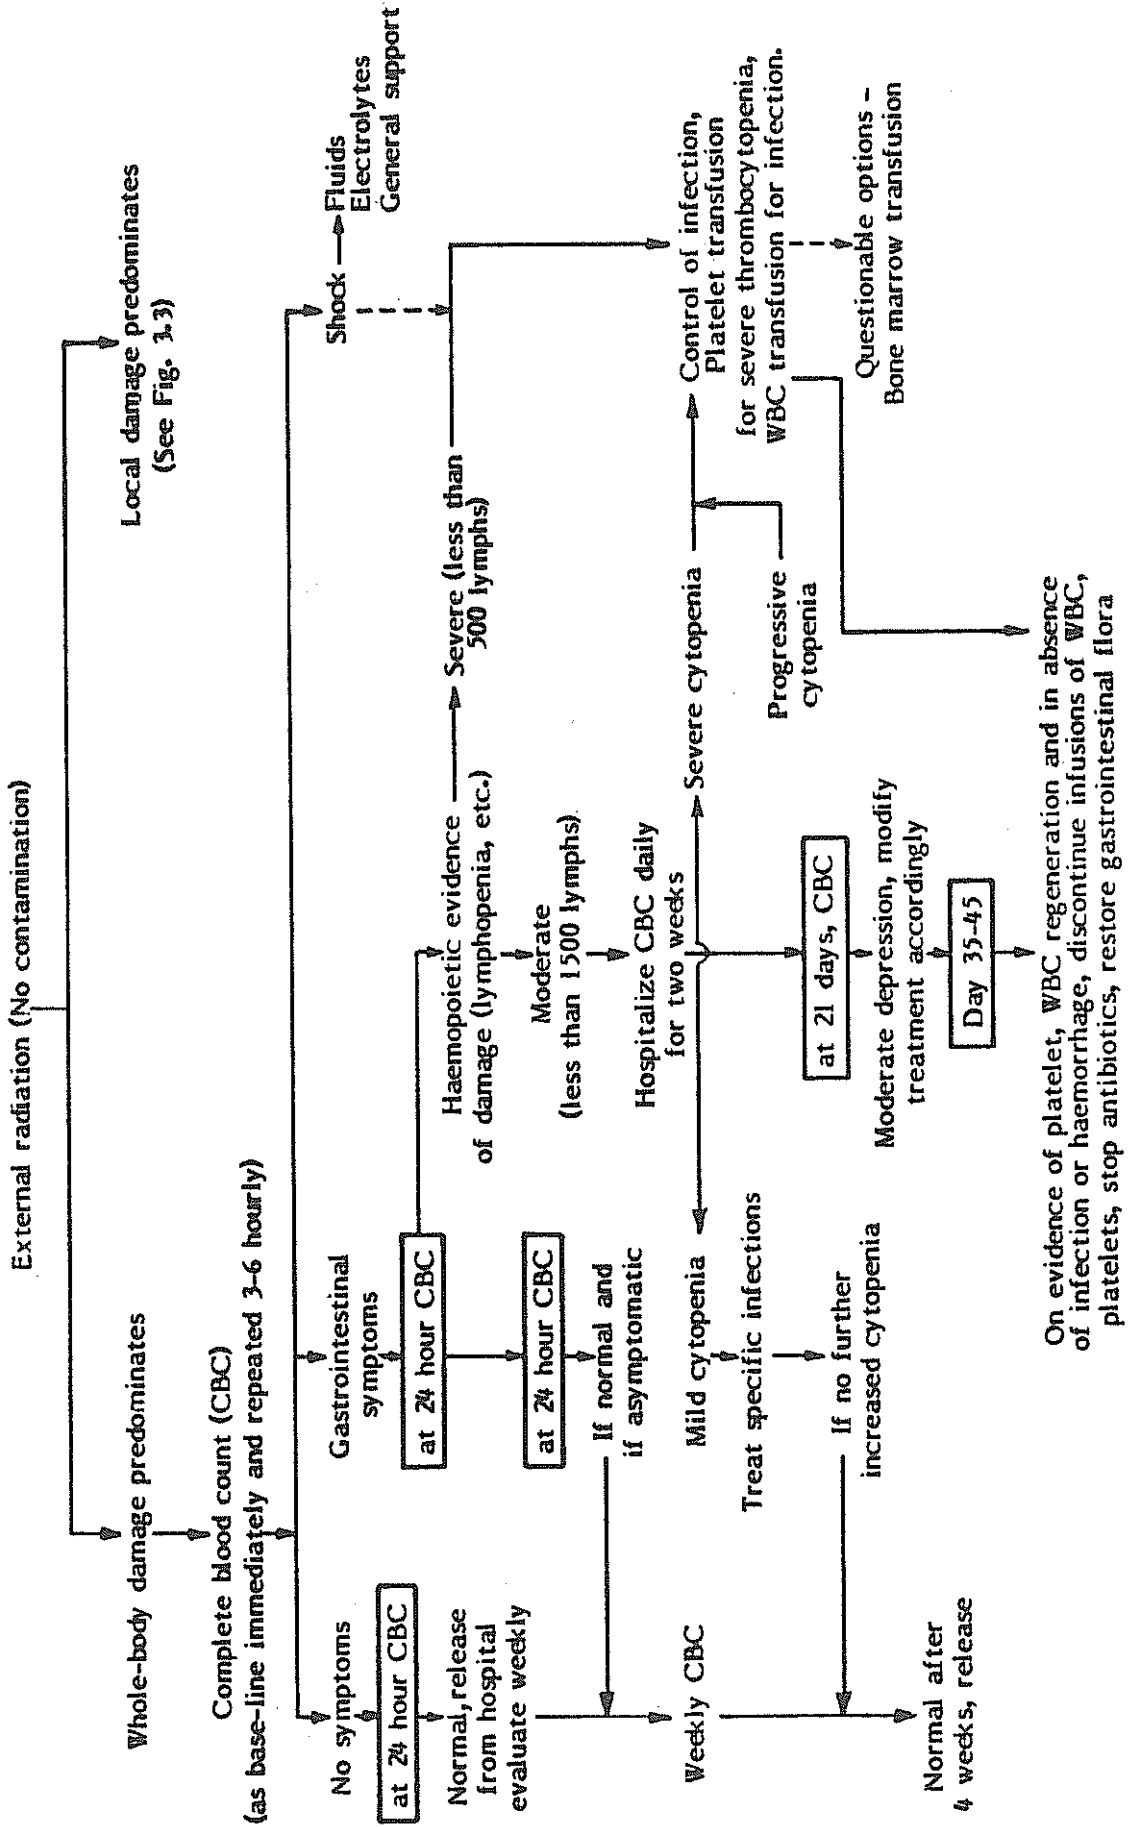 External radiation (No contamination)
Whole-body damage predominates
Local damage predominates
(See Fig. 3.3)
Complete blood count (CBC)
(as base-line immediately and repeated 3-6 hourly)
No symptoms
at 24 hour CBC
Normal, release
from hospital
evaluate weekly
Gastrointestinal
symptoms
at 24 hour CBC
at 24 hour CBC
If normal and
if asymptomatic
Shock
Fluids
Electrolytes
General support
Haemopoietic evidence
of damage (lymphopenia, etc.)
Severe (less than
500 lymphs)
Moderate
(less than 1500 lymphs)
Hospitalize CBC daily
for two weeks
Weekly CBC
Mild cytopenia
Treat specific infections
If no further
increased cytopenia
Severe cytopenia
Progressive
cytopenia
Control of infection,
Platelet transfusion
for severe thrombocytopenia,
WBC transfusion for infection.
Questionable options -
Bone marrow transfusion
at 21 days, CBC
Moderate depression, modify
treatment accordingly
Day 35-45
Normal after
4 weeks, release
On evidence of platelet, WBC regeneration and in absence
of infection or haemorrhage, discontinue infusions of WBC,
platelets, stop antibiotics, restore gastrointestinal flora